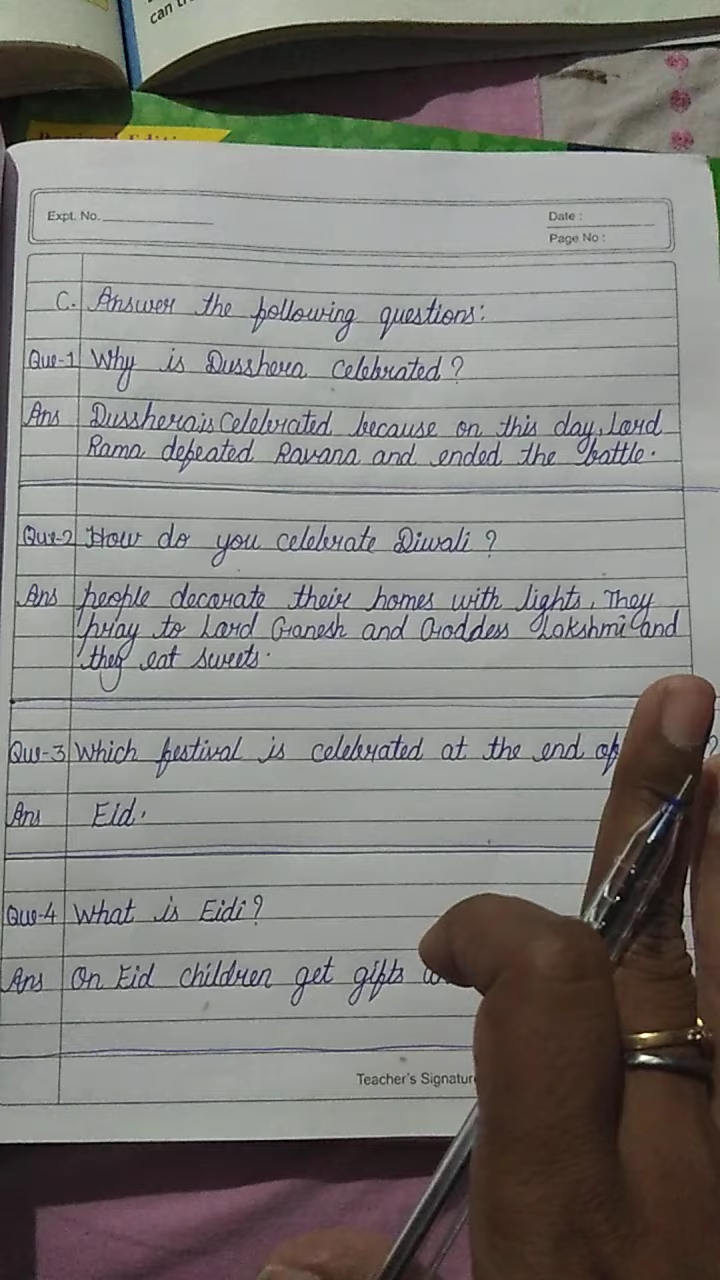 can
Expt. No.
Date :
Page No :
C. Answer the following questions:
Que-1 Why is Dusshera celebrated?
Ans Dussherais Celebrated because on this day, Lord
Rama defeated Ravana and ended the battle.
Que-2 How do you celebrate Diwali?
Ans people decorate their homes with lights. They
pray to Lord Ganesh and Goddess Lakshmi and
they eat sweets.
Que-3 Which festival is celebrated at the end of ?
Ans Eid.
Que-4 What is Eidi?
Ans On Eid children get gifts
Teacher's Signature